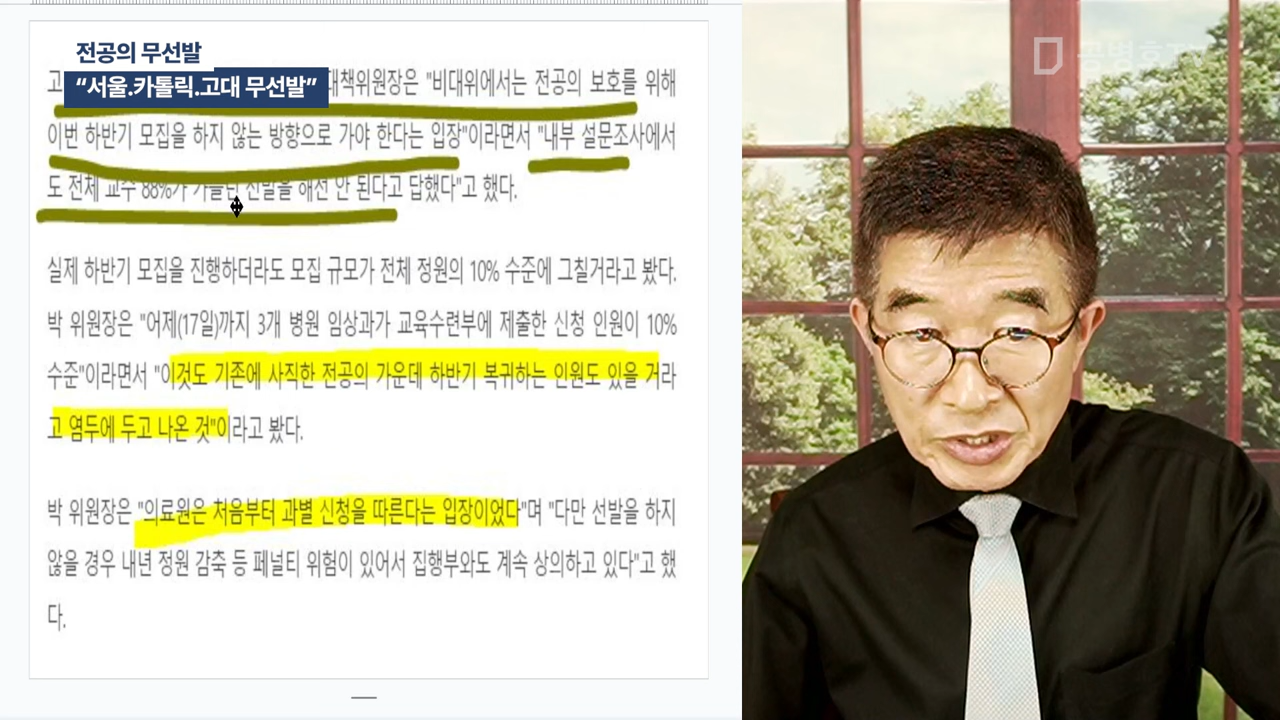 전공의 무선발
“서울.카톨릭.고대 무선발”
고
대책위원장은 "비대위에서는 전공의 보호를 위해
이번 하반기 모집을 하지 않는 방향으로 가야 한다는 입장"이라면서 "내부 설문조사에서
도 전체 교수 88%가 가을턴 선발을 해선 안 된다고 답했다"고 했다.
실제 하반기 모집을 진행하더라도 모집 규모가 전체 정원의 10% 수준에 그칠거라고 봤다.
박 위원장은 "어제(17일)까지 3개 병원 임상과가 교육수련부에 제출한 신청 인원이 10%
수준"이라면서 "이것도 기존에 사직한 전공의 가운데 하반기 복귀하는 인원도 있을 거라
고 염두에 두고 나온 것"이라고 봤다.
박 위원장은 "의료원은 처음부터 과별 신청을 따른다는 입장이었다"며 "다만 선발을 하지
않을 경우 내년 정원 감축 등 페널티 위험이 있어서 집행부와도 계속 상의하고 있다"고 했
다.
공병호